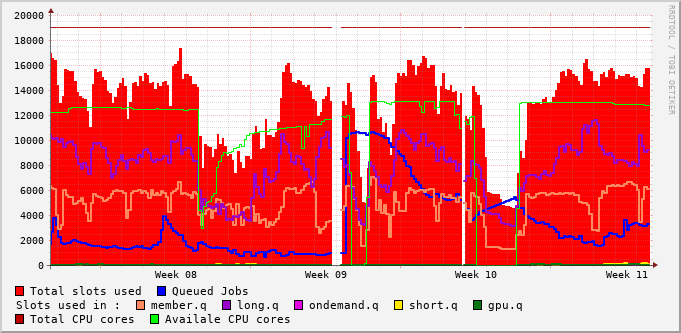 20000
18000
16000
14000
12000
10000
8000
6000
4000
2000
0
Week 08 Week 09 Week 10 Week 11
RRDTOOL / TOBI OETIKER
Total slots used Queued Jobs
Slots used in : member.q long.q ondemand.q short.q gpu.q
Total CPU cores Availale CPU cores